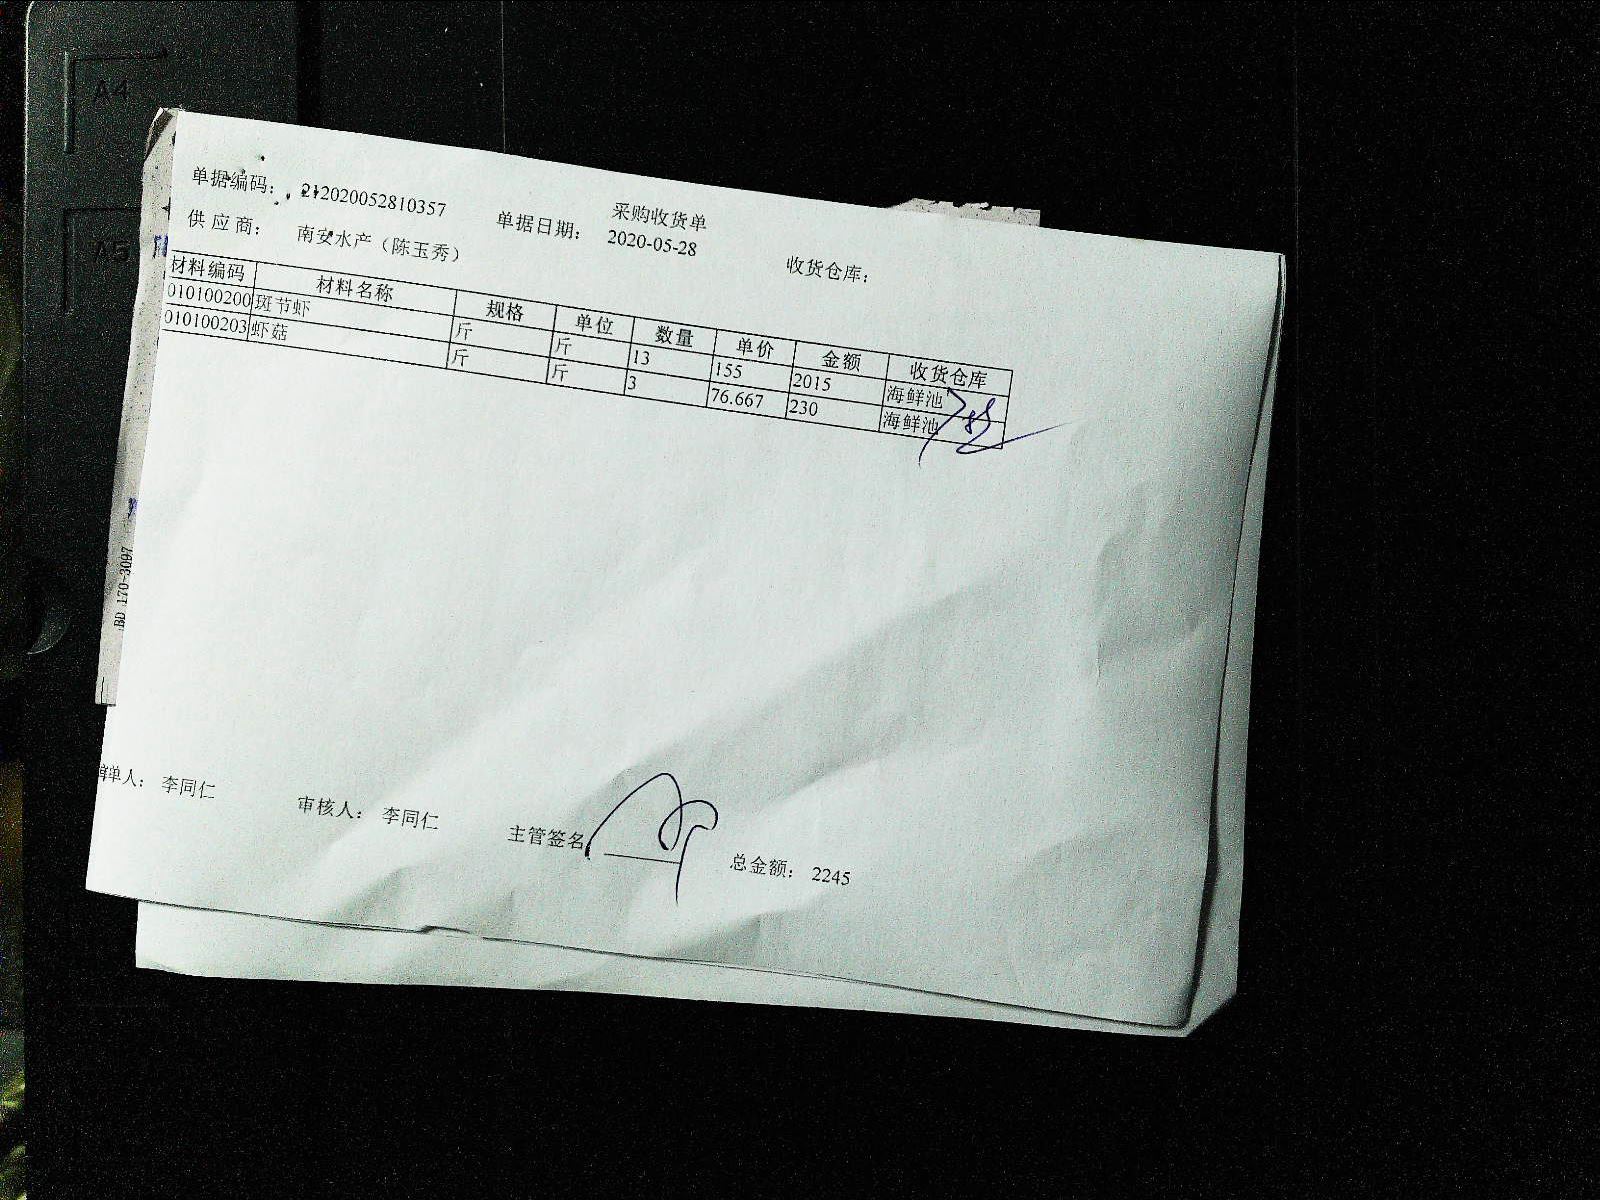 A4
A5
采购收货单
单据编码: 212020052810357 单据日期: 2020-05-28 收货仓库:
供应商: 南安水产（陈玉秀）
材料编码 材料名称 规格 单位 数量 单价 金额 收货仓库
010100200 斑节虾 斤 斤 13 155 2015 海鲜池
010100203 虾菇 斤 斤 3 76.667 230 海鲜池
BD 170-3097
单人: 李同仁 审核人: 李同仁 主管签名 总金额: 2245